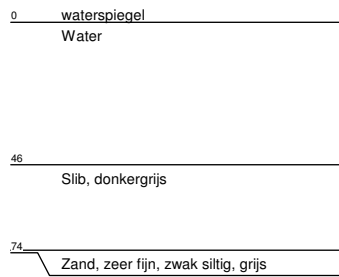 0 waterspiegel
Water
46
Slib, donkergrijs
74
Zand, zeer fijn, zwak siltig, grijs